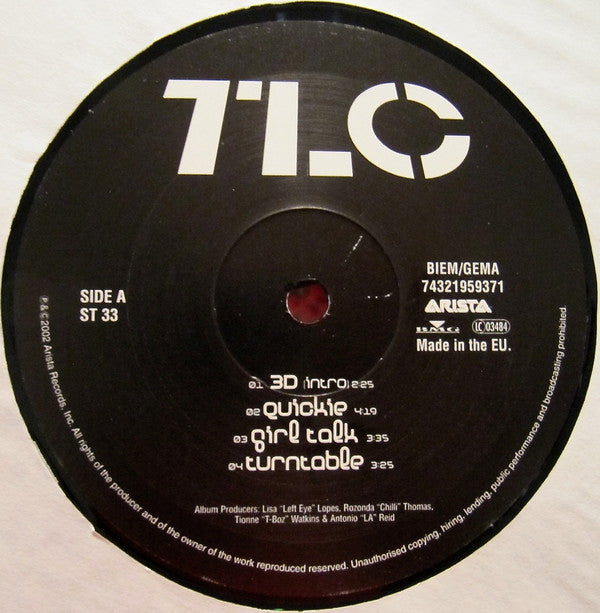 TLC
SIDE A
ST 33
BIEM/GEMA
74321959371
ARISTA
BMG LC 03484
Made in the EU.
01 3D (intro) 2:25
02 Quickie 4:19
03 girl talk 3:35
04 turntable 3:25
Album Producers: Lisa "Left Eye" Lopes, Rozonda "Chilli" Thomas,
Tionne "T-Boz" Watkins & Antonio "LA" Reid
℗ & © 2002 Arista Records, Inc. All rights of the producer and of the owner of the work reproduced reserved. Unauthorised copying, hiring, lending, public performance and broadcasting prohibited.